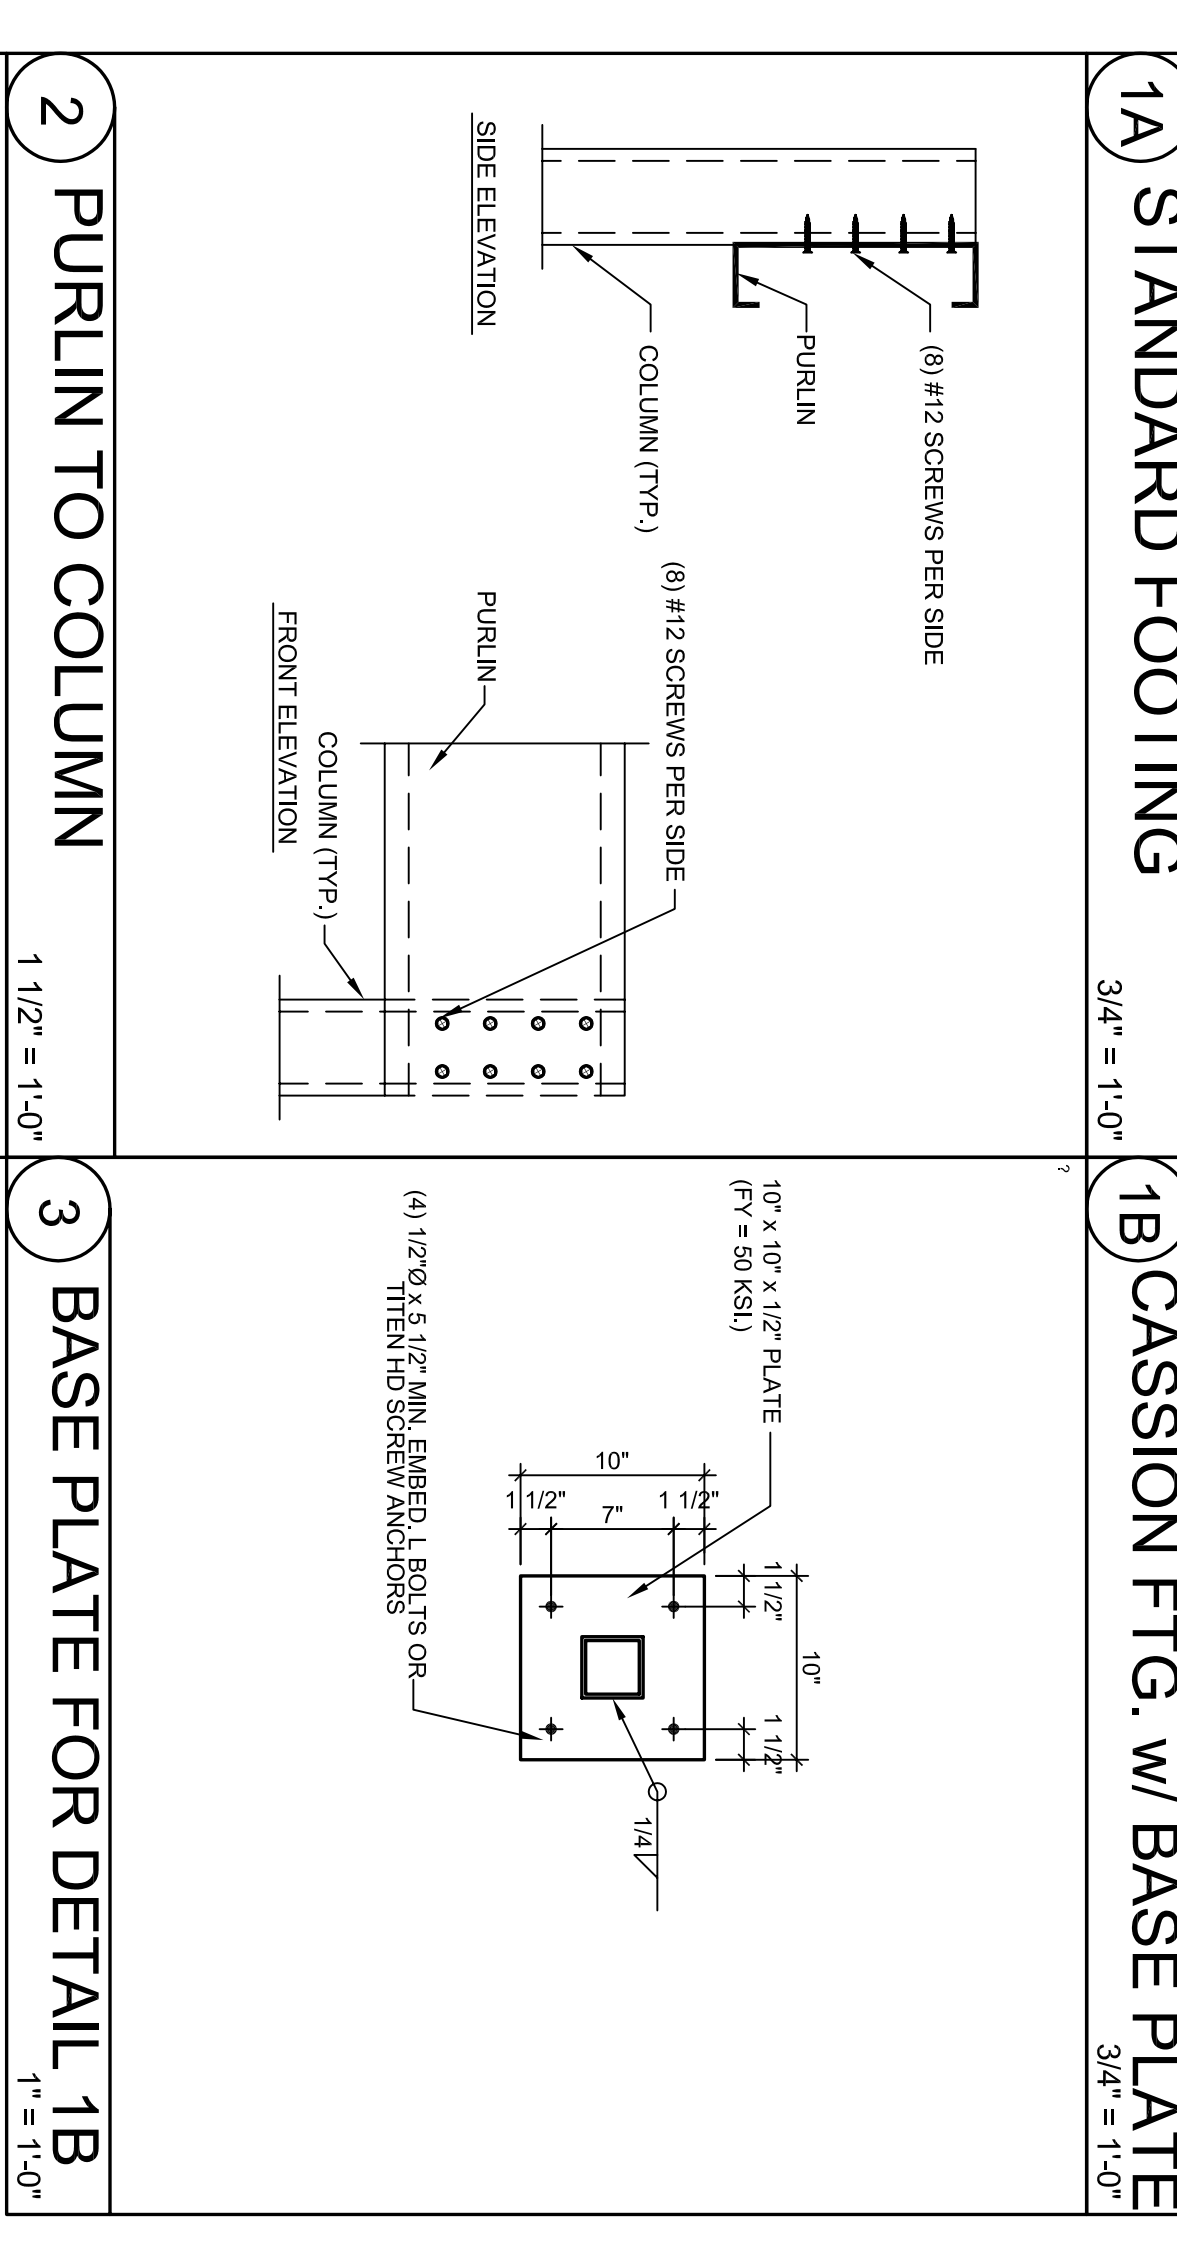 1A STANDARD FOOTING
3/4" = 1'-0"
1B CASSION FTG. w/ BASE PLATE
3/4" = 1'-0"
(8) #12 SCREWS PER SIDE
PURLIN
COLUMN (TYP.)
SIDE ELEVATION
(8) #12 SCREWS PER SIDE
PURLIN
COLUMN (TYP.)
FRONT ELEVATION
2 PURLIN TO COLUMN
1 1/2" = 1'-0"
?
10" x 10" x 1/2" PLATE
(FY = 50 KSI.)
10"
1 1/2"
1 1/2"
10"
1 1/2"
7"
1 1/2"
1/4
(4) 1/2"Ø x 5 1/2" MIN. EMBED. L BOLTS OR
TITEN HD SCREW ANCHORS
3 BASE PLATE FOR DETAIL 1B
1" = 1'-0"